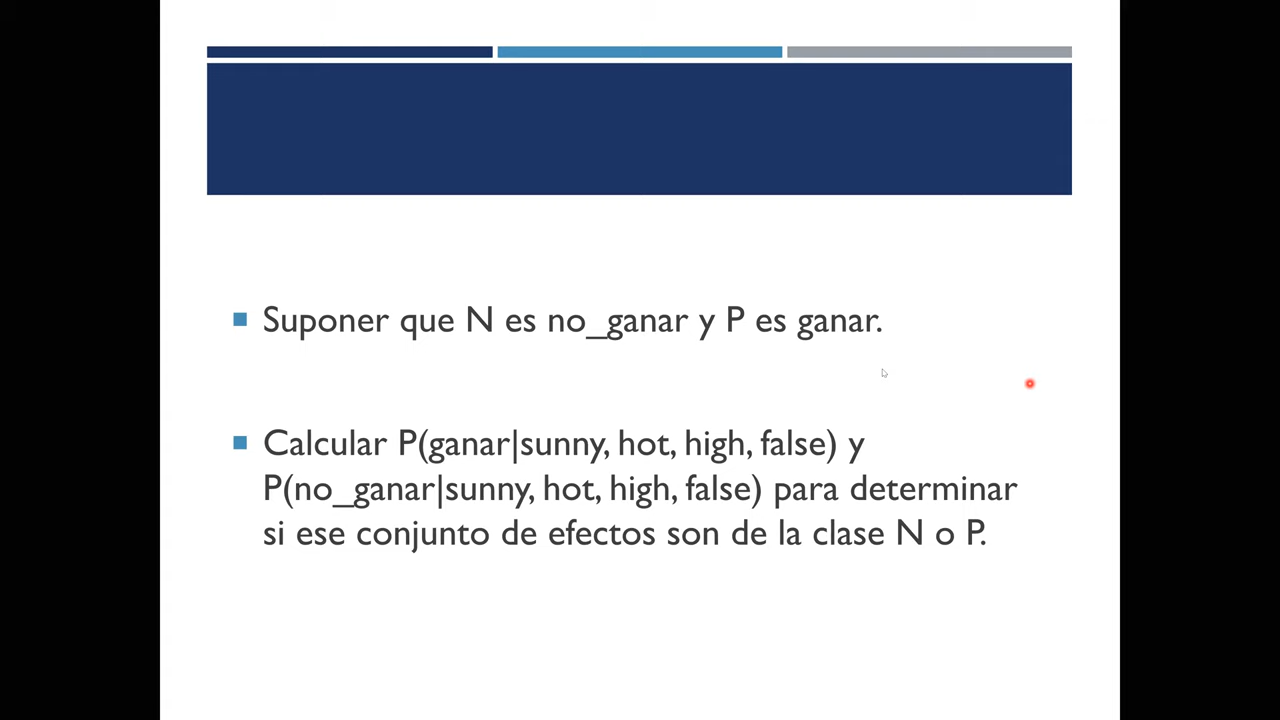 Suponer que N es no_ganar y P es ganar.
Calcular P(ganar|sunny, hot, high, false) y
P(no_ganar|sunny, hot, high, false) para determinar
si ese conjunto de efectos son de la clase N o P.